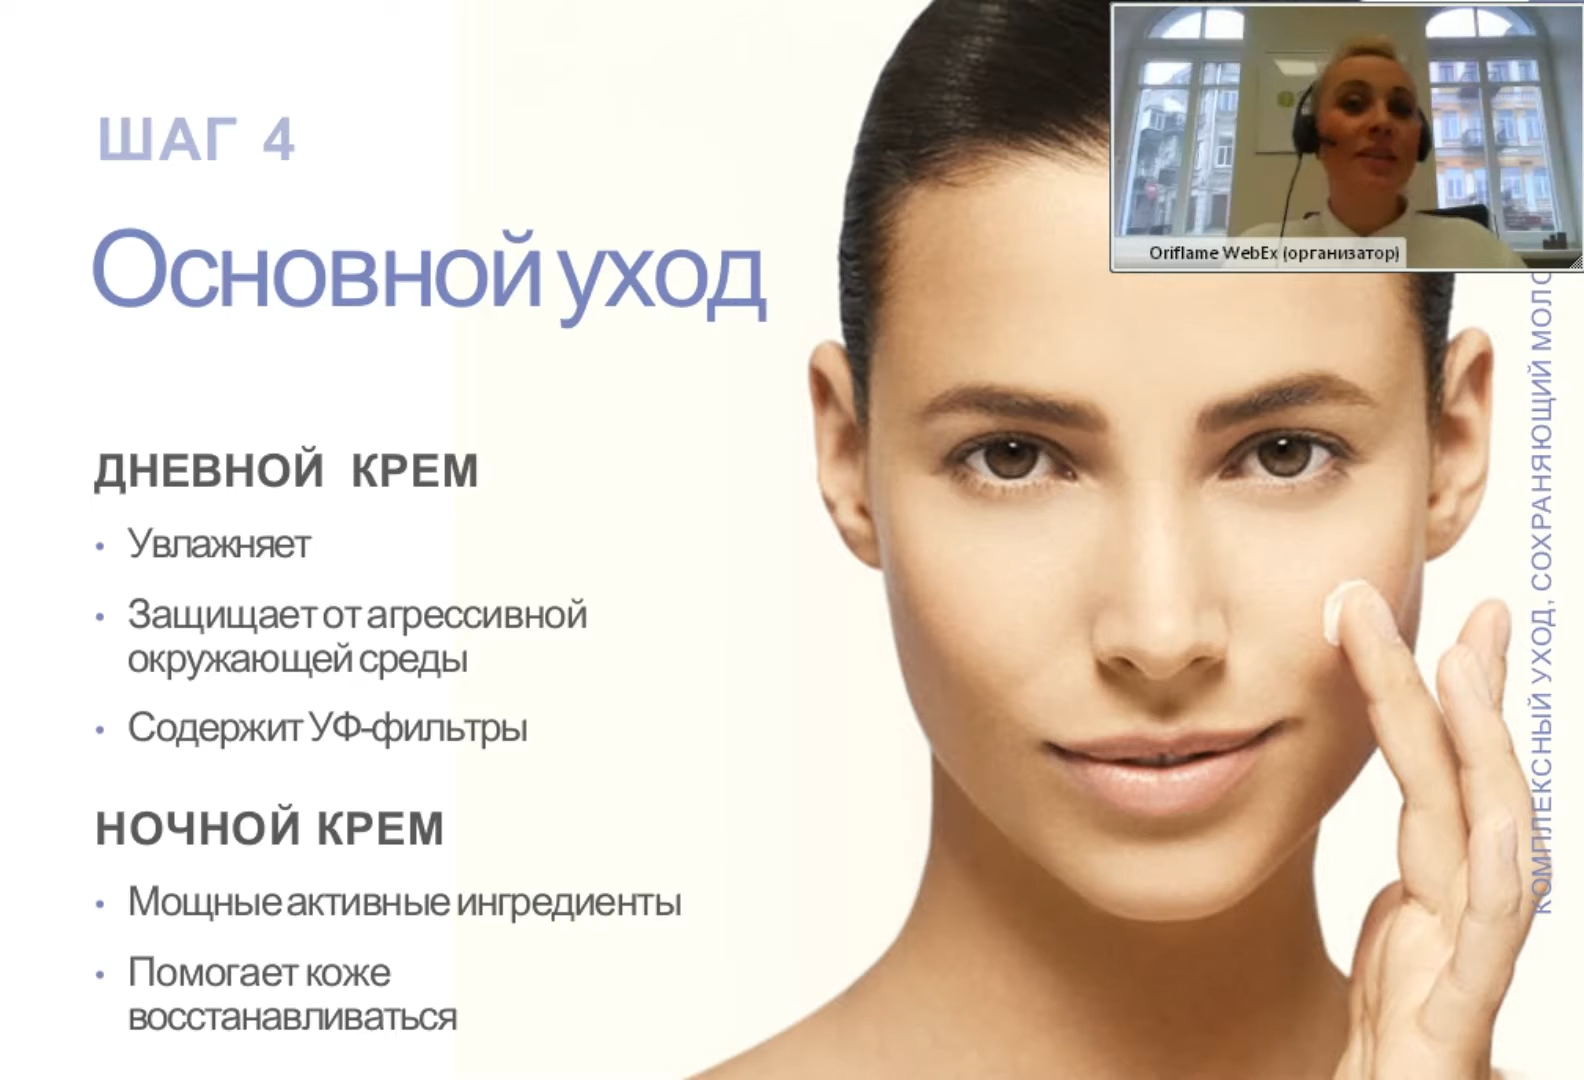 ШАГ 4
Основной уход
ДНЕВНОЙ КРЕМ
• Увлажняет
• Защищает от агрессивной
окружающей среды
• Содержит УФ-фильтры
НОЧНОЙ КРЕМ
• Мощные активные ингредиенты
• Помогает коже
восстанавливаться
Oriflame WebEx (организатор)
КОМПЛЕКСНЫЙ УХОД, СОХРАНЯЮЩИЙ